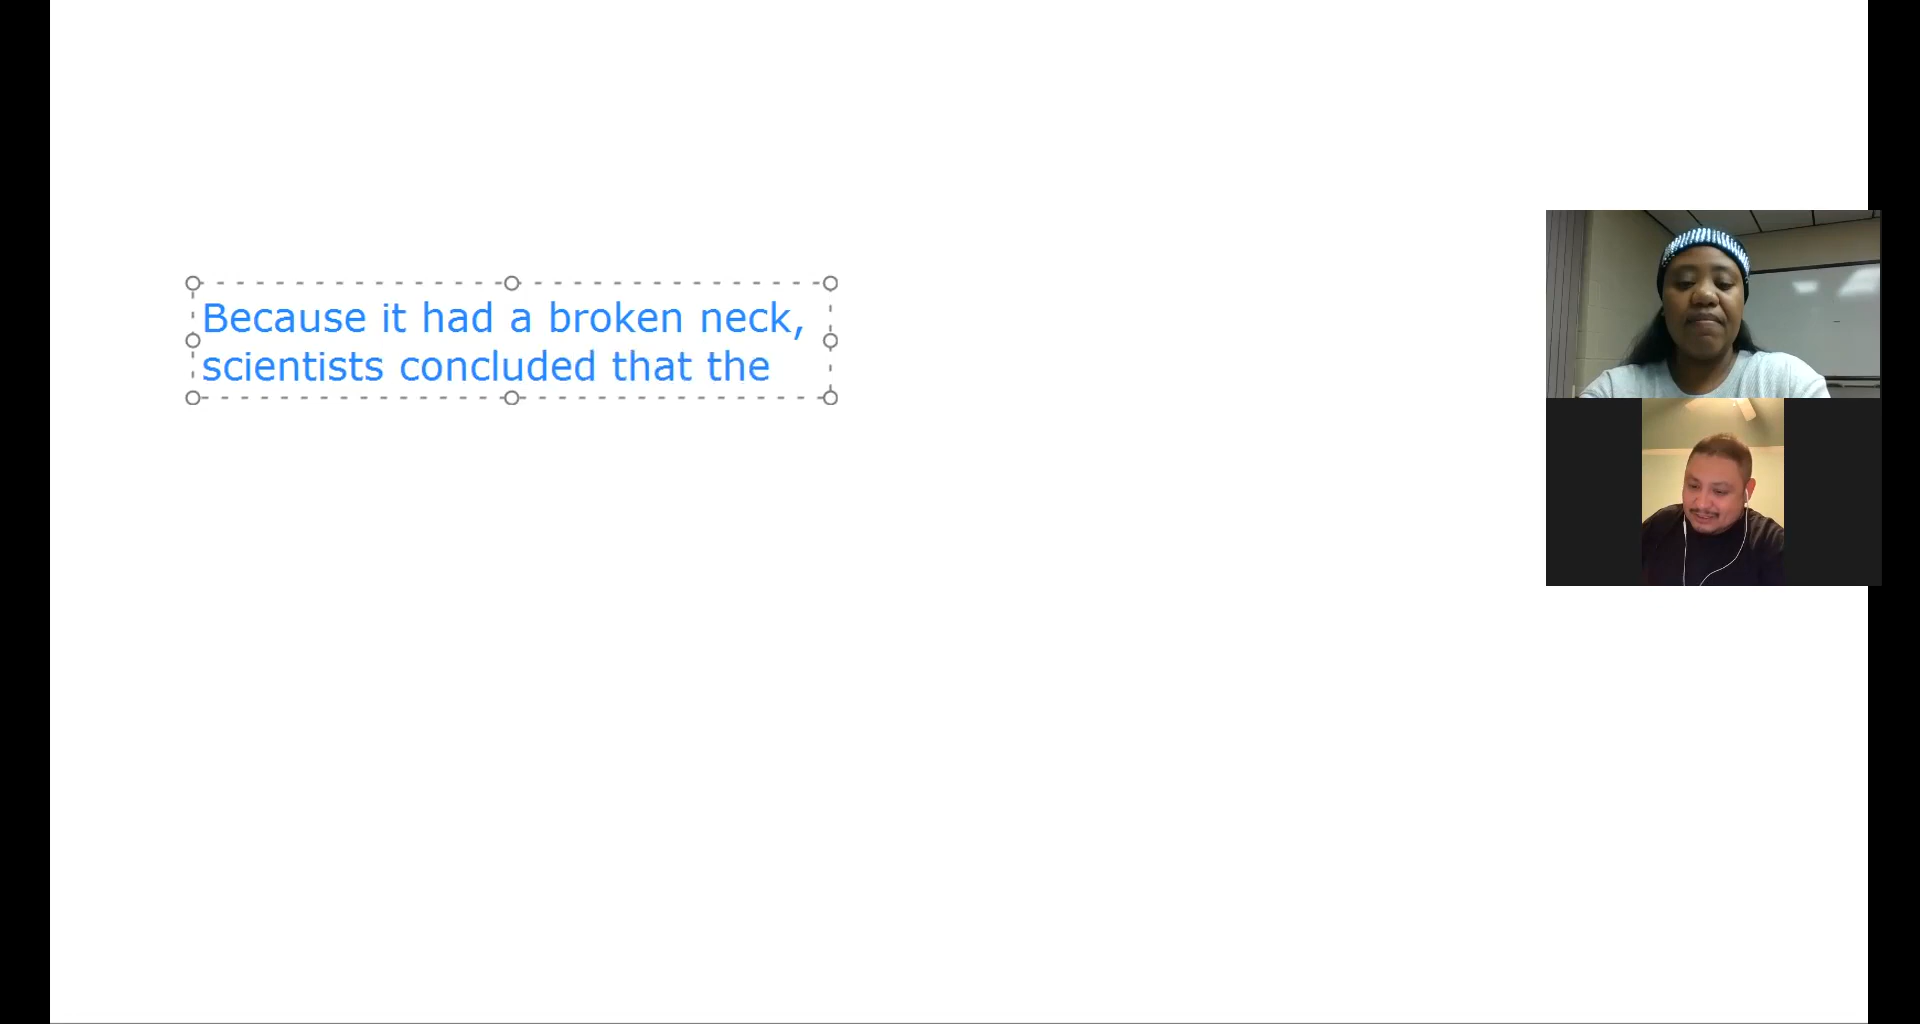 Because it had a broken neck,
scientists concluded that the